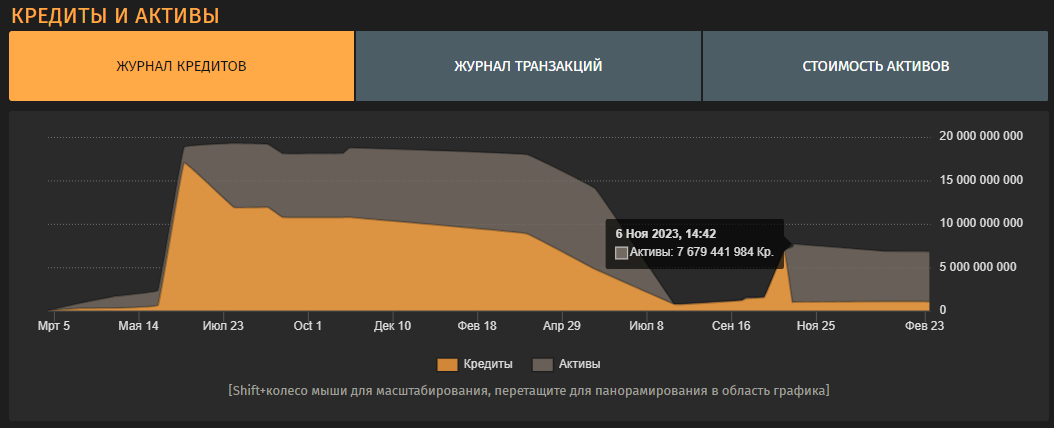 КРЕДИТЫ И АКТИВЫ
ЖУРНАЛ КРЕДИТОВ
ЖУРНАЛ ТРАНЗАКЦИЙ
СТОИМОСТЬ АКТИВОВ
20 000 000 000
15 000 000 000
10 000 000 000
5 000 000 000
0
6 Ноя 2023, 14:42
Активы: 7 679 441 984 Кр.
Мрт 5
Мая 14
Июл 23
Oct 1
Дек 10
Фев 18
Апр 29
Июл 8
Сен 16
Ноя 25
Фев 23
Кредиты
Активы
[Shift+колесо мыши для масштабирования, перетащите для панорамирования в область графика]